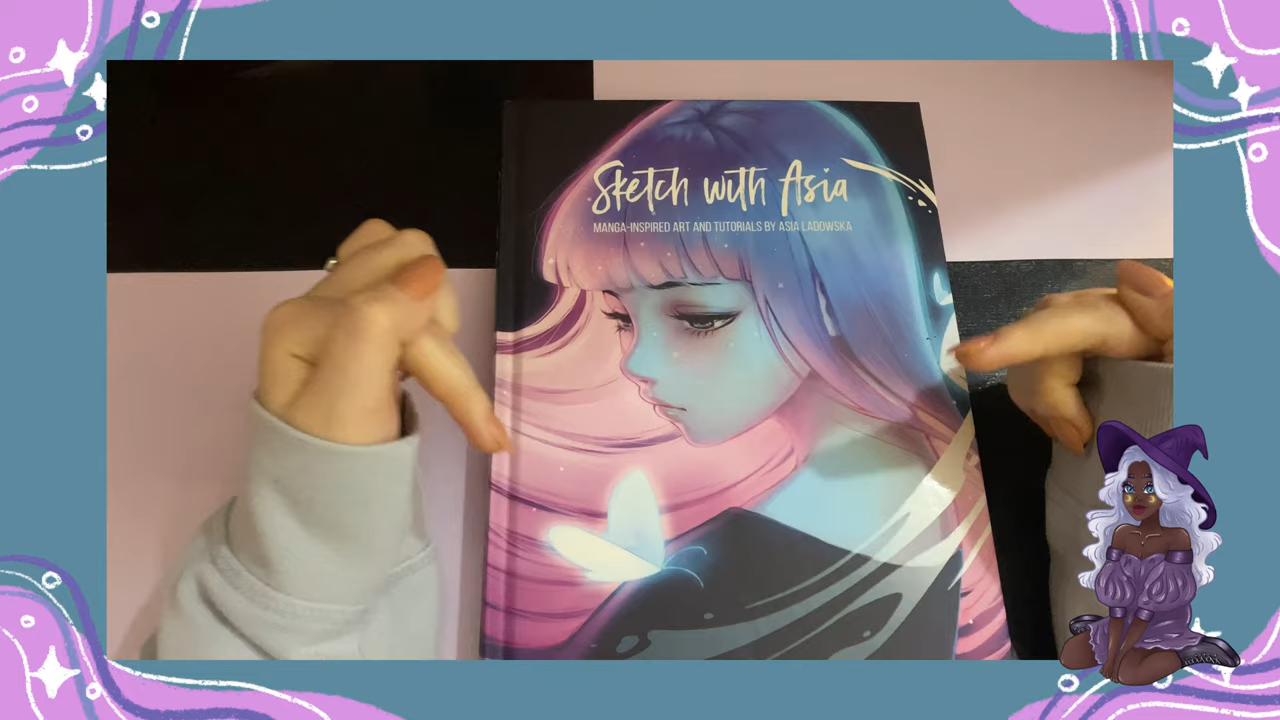 Sketch with Asia
MANGA-INSPIRED ART AND TUTORIALS BY ASIA LADOWSKA